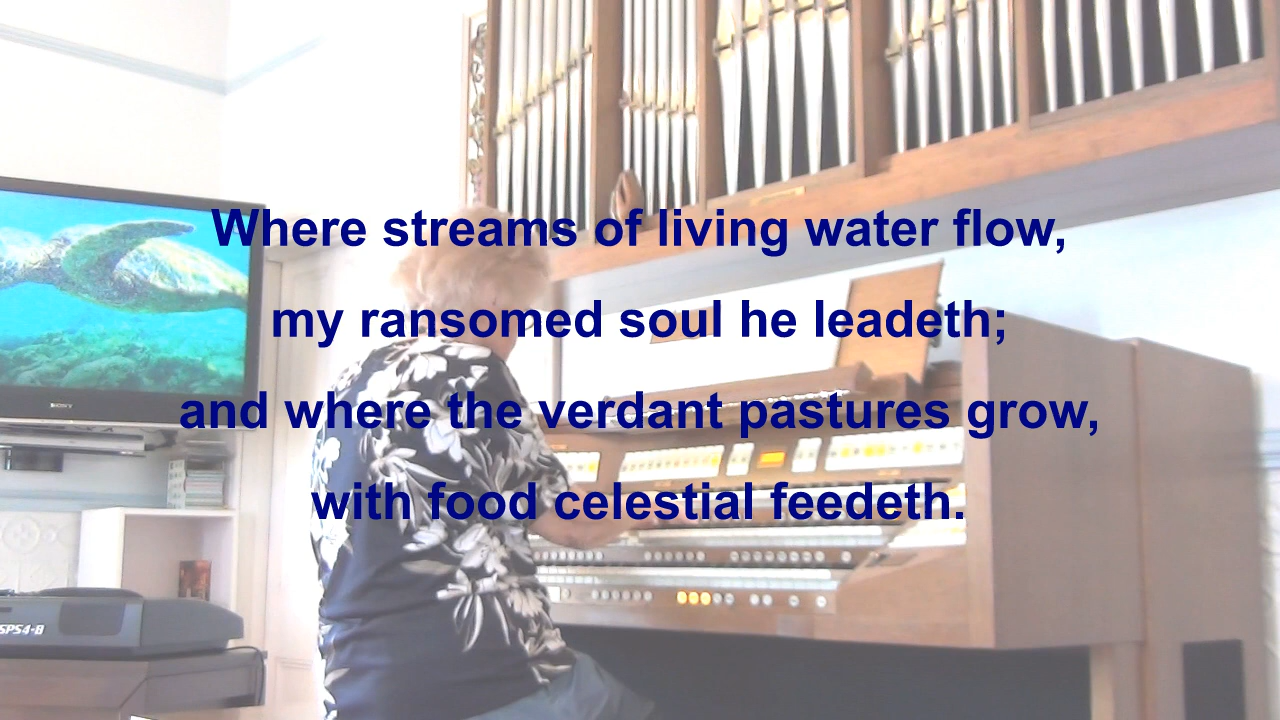 Where streams of living water flow,
my ransomed soul he leadeth;
and where the verdant pastures grow,
with food celestial feedeth.
SONY
SPS4-8